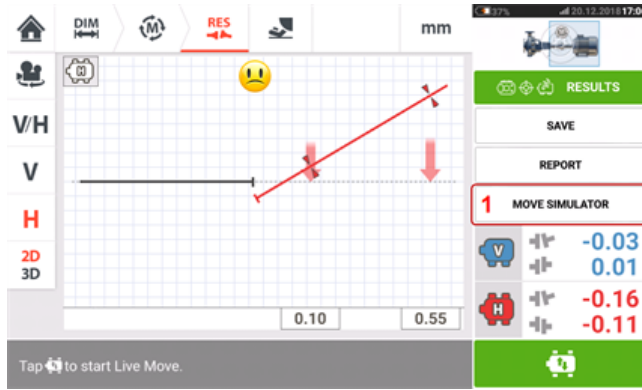 DIM
M
RES
mm
37%
20.12.2018 17:0
H
V/H
V
H
2D
3D
RESULTS
SAVE
REPORT
1 MOVE SIMULATOR
V
-0.03
0.01
H
-0.16
-0.11
0.10
0.55
Tap to start Live Move.